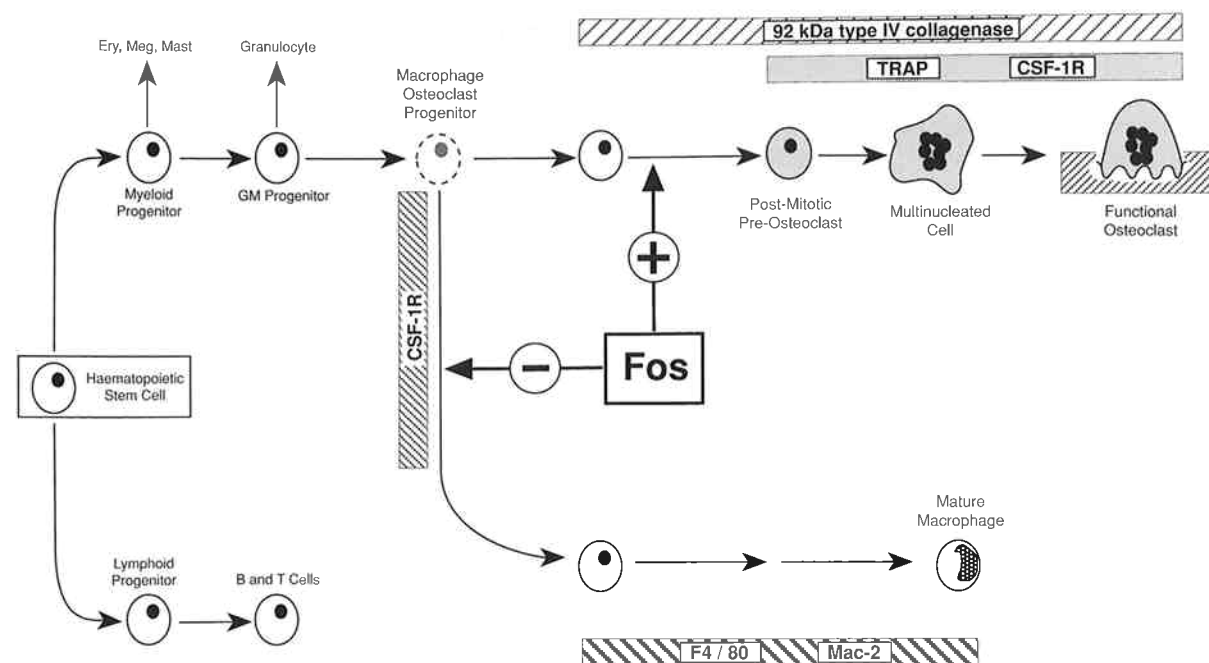 92 kDa type IV collagenase
TRAP
CSF-1R
Ery, Meg, Mast
Granulocyte
Macrophage
Osteoclast
Progenitor
Myeloid
Progenitor
GM Progenitor
Post-Mitotic
Pre-Osteoclast
Multinucleated
Cell
Functional
Osteoclast
+
CSF-1R
−
Fos
Haematopoietic
Stem Cell
Mature
Macrophage
Lymphoid
Progenitor
B and T Cells
F4 / 80
Mac-2